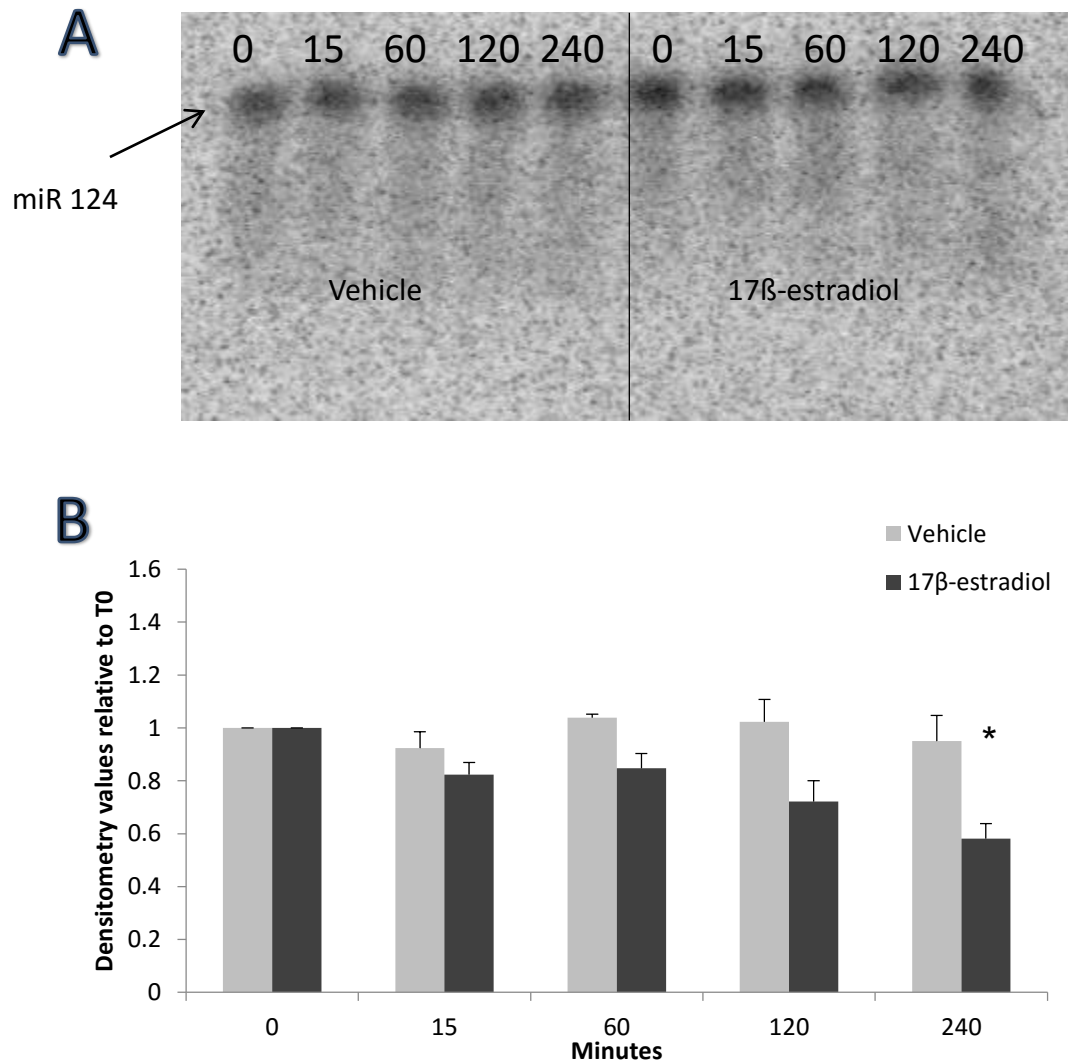 A
0 15 60 120 240 0 15 60 120 240
miR 124
Vehicle 17ß-estradiol
B
Vehicle
17β-estradiol
Densitometry values relative to T0
1.6
1.4
1.2
1
*
0.8
0.6
0.4
0.2
0
0 15 60 120 240
Minutes